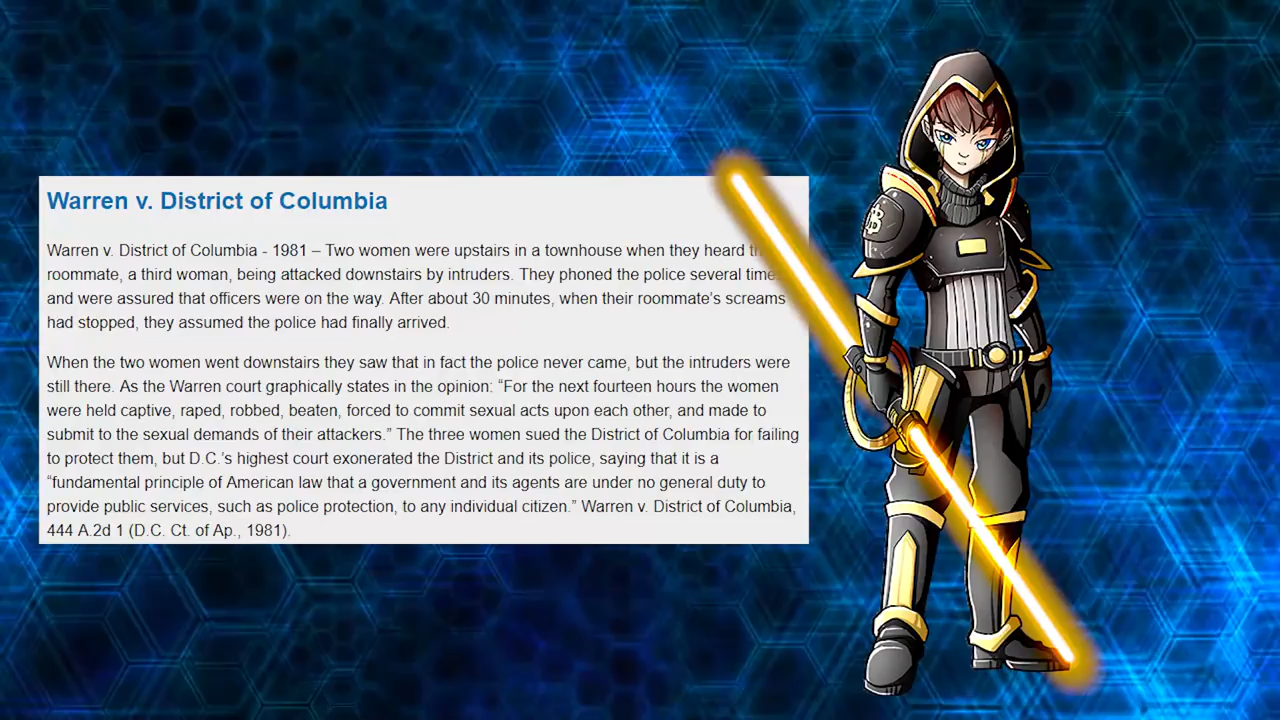 Warren v. District of Columbia
Warren v. District of Columbia - 1981 – Two women were upstairs in a townhouse when they heard
roommate, a third woman, being attacked downstairs by intruders. They phoned the police several
and were assured that officers were on the way. After about 30 minutes, when their roommate’s screams
had stopped, they assumed the police had finally arrived.
When the two women went downstairs they saw that in fact the police never came, but the intruders were
still there. As the Warren court graphically states in the opinion: “For the next fourteen hours the women
were held captive, raped, robbed, beaten, forced to commit sexual acts upon each other, and made to
submit to the sexual demands of their attackers.” The three women sued the District of Columbia for failing
to protect them, but D.C.’s highest court exonerated the District and its police, saying that it is a
“fundamental principle of American law that a government and its agents are under no general duty to
provide public services, such as police protection, to any individual citizen.” Warren v. District of Columbia,
444 A.2d 1 (D.C. Ct. of Ap., 1981).